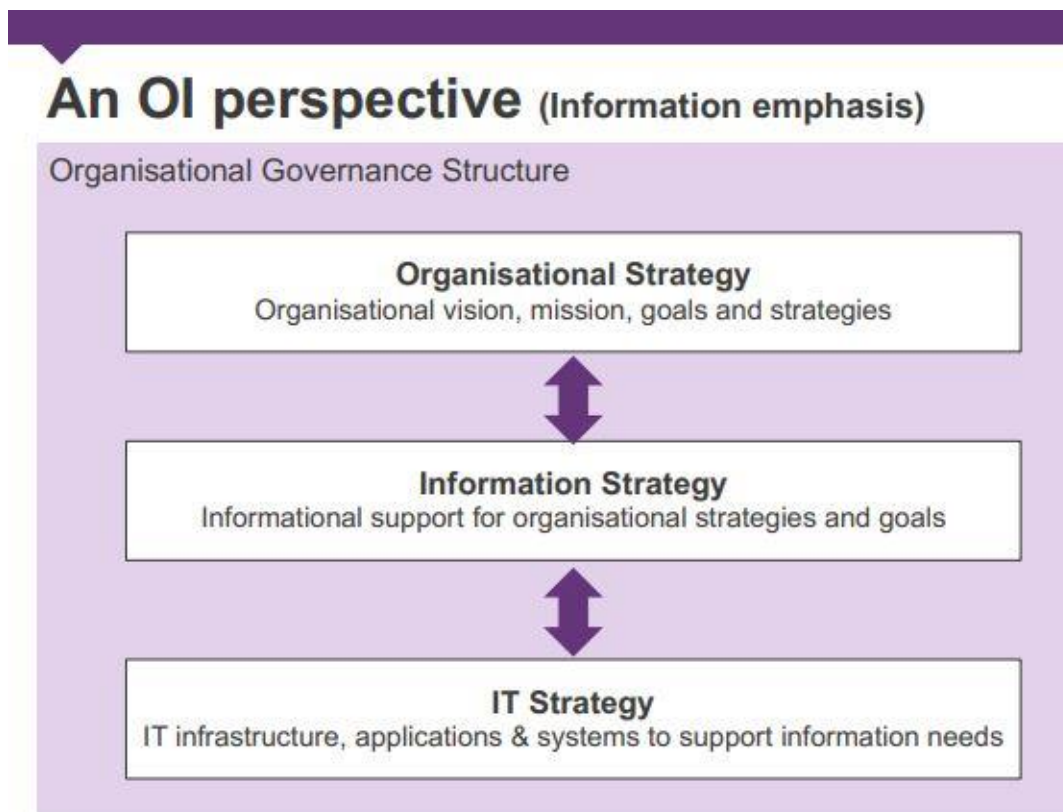 An OI perspective (Information emphasis)
Organisational Governance Structure
Organisational Strategy
Organisational vision, mission, goals and strategies
Information Strategy
Informational support for organisational strategies and goals
IT Strategy
IT infrastructure, applications & systems to support information needs